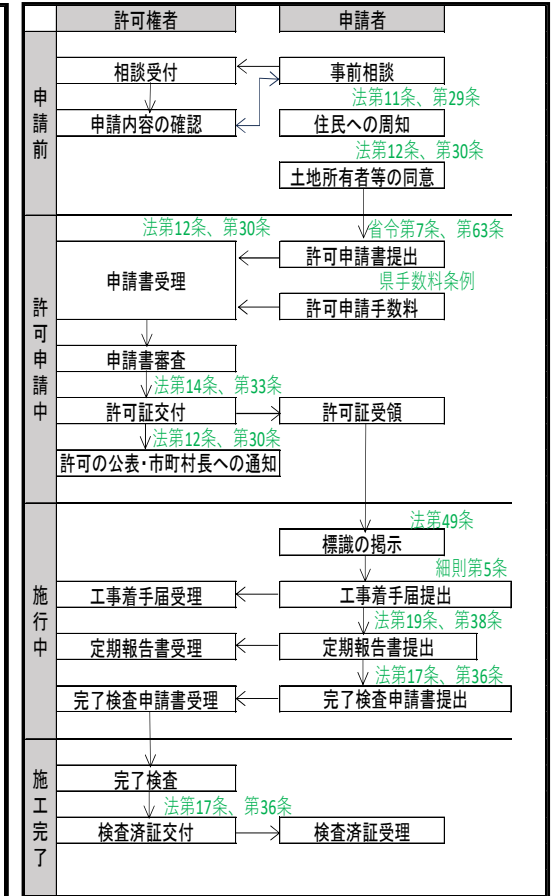 許可権者 申請者
申請前
相談受付 事前相談
法第11条、第29条
申請内容の確認 住民への周知
法第12条、第30条
土地所有者等の同意
許可申請中
法第12条、第30条 省令第7条、第63条
許可申請書提出
申請書受理 県手数料条例
許可申請手数料
申請書審査
法第14条、第33条
許可証交付 許可証受領
法第12条、第30条
許可の公表・市町村長への通知
施行中
法第49条
標識の掲示
細則第5条
工事着手届受理 工事着手届提出
法第19条、第38条
定期報告書受理 定期報告書提出
法第17条、第36条
完了検査申請書受理 完了検査申請書提出
施工完了
完了検査
法第17条、第36条
検査済証交付 検査済証受理